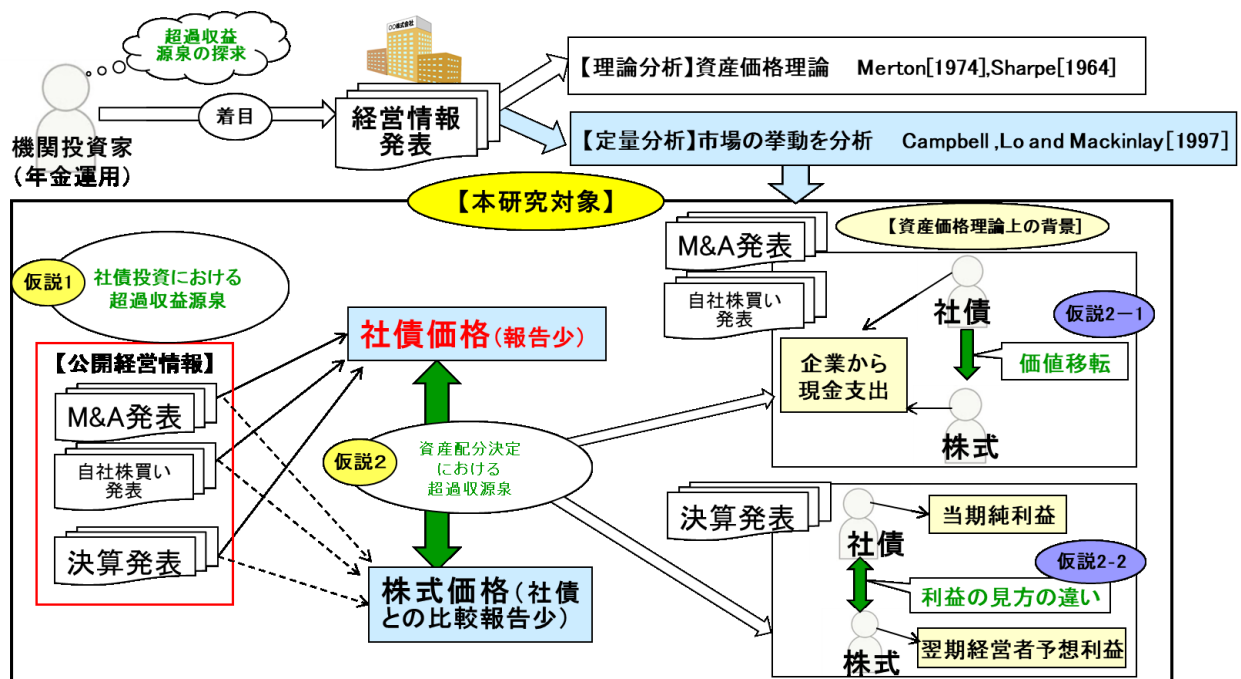 超過収益
源泉の探求
〇〇株式会社
機関投資家
(年金運用)
着目
経営情報
発表
【理論分析】資産価格理論 Merton[1974],Sharpe[1964]
【定量分析】市場の挙動を分析 Campbell ,Lo and Mackinlay[1997]
【本研究対象】
仮説1
社債投資における
超過収益源泉
【公開経営情報】
M&A発表
自社株買い
発表
決算発表
社債価格(報告少)
仮説2
資産配分決定
における
超過収源泉
株式価格(社債
との比較報告少)
M&A発表
自社株買い
発表
【資産価格理論上の背景]
社債
仮説2-1
価値移転
企業から
現金支出
株式
決算発表
社債
当期純利益
仮説2-2
利益の見方の違い
株式
翌期経営者予想利益